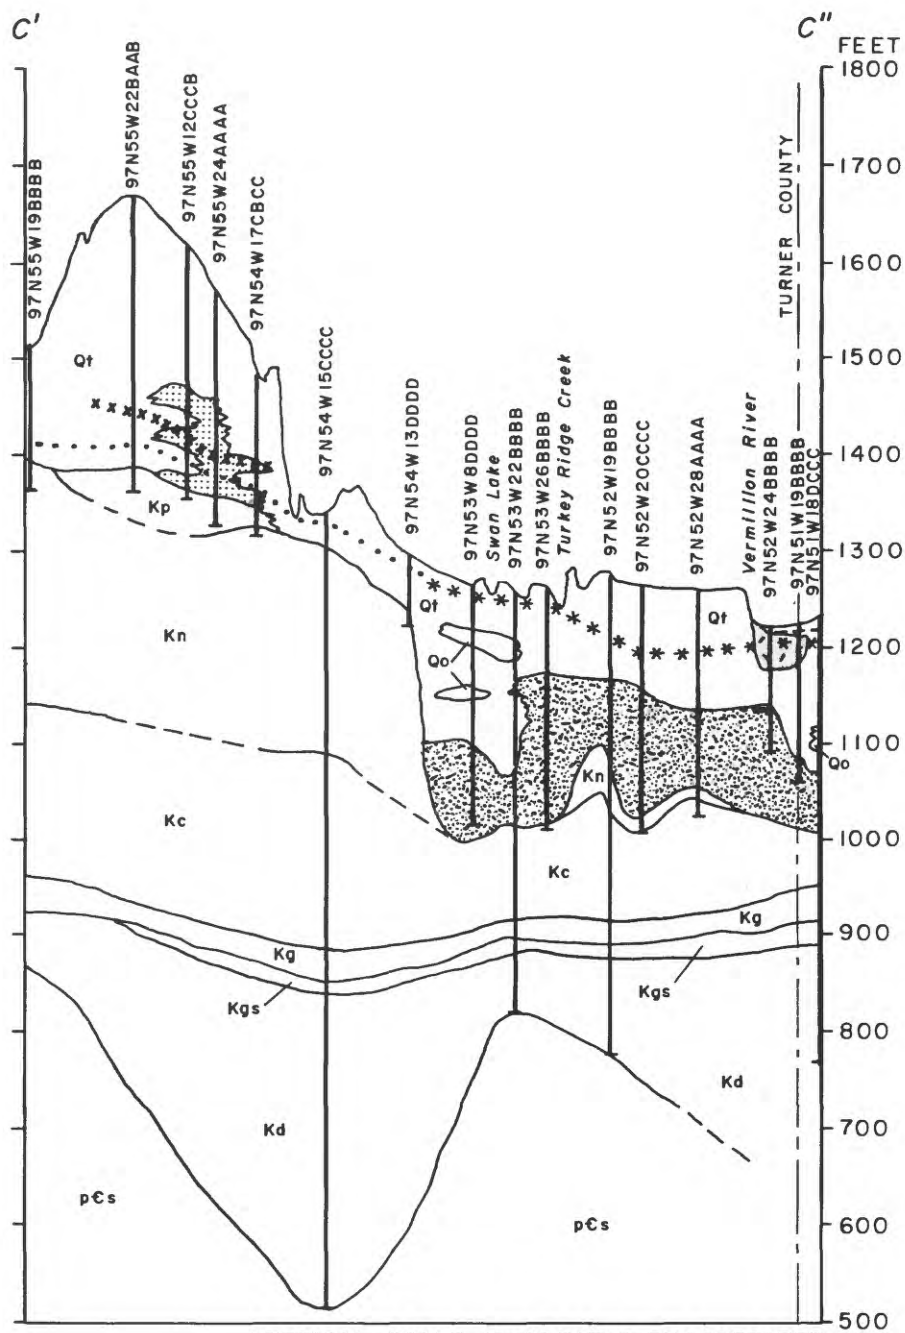 C'
C"
FEET
1800
1700
1600
1500
1400
1300
1200
1100
1000
900
800
700
600
500
97N55W19BBBB
97N55W22BAAB
97N55W12CCCB
97N55W24AAAA
97N54W17CBCC
97N54W15CCCC
97N54W13DDDD
97N53W8DDDD
Swan Lake
97N53W22BBBB
97N53W26BBBB
Turkey Ridge Creek
97N52W19BBBB
97N52W20CCCC
97N52W28AAAA
Vermillion River
97N52W24BBBB
TURNER COUNTY
97N51W19BBBB
97N51W18DCCC
Qt
Kp
Kn
Kc
Qt
Qo
Qt
Qo
Kn
Kc
Kg
Kg
Kgs
Kgs
Kd
Kd
p€s
p€s